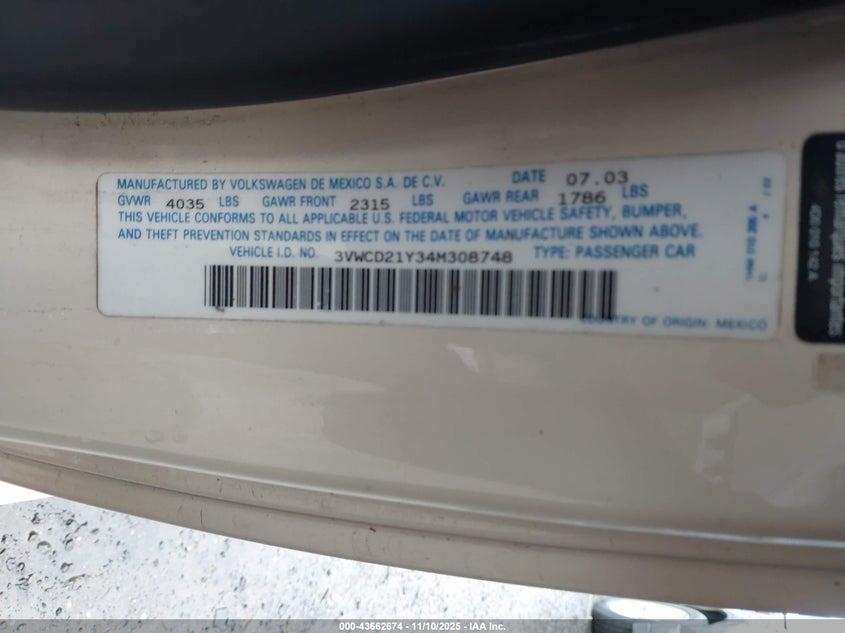 MANUFACTURED BY VOLKSWAGEN DE MEXICO S.A. DE C.V. DATE 07.03
GVWR 4035 LBS GAWR FRONT 2315 LBS GAWR REAR 1786 LBS
THIS VEHICLE CONFORMS TO ALL APPLICABLE U.S. FEDERAL MOTOR VEHICLE SAFETY, BUMPER,
AND THEFT PREVENTION STANDARDS IN EFFECT ON THE DATE OF MANUFACTURE SHOWN ABOVE.
VEHICLE I.D. NO. 3VWCD21Y34M308748 TYPE: PASSENGER CAR
COUNTRY OF ORIGIN: MEXICO
000-43662674 - 11/10/2025 - IAA Inc.